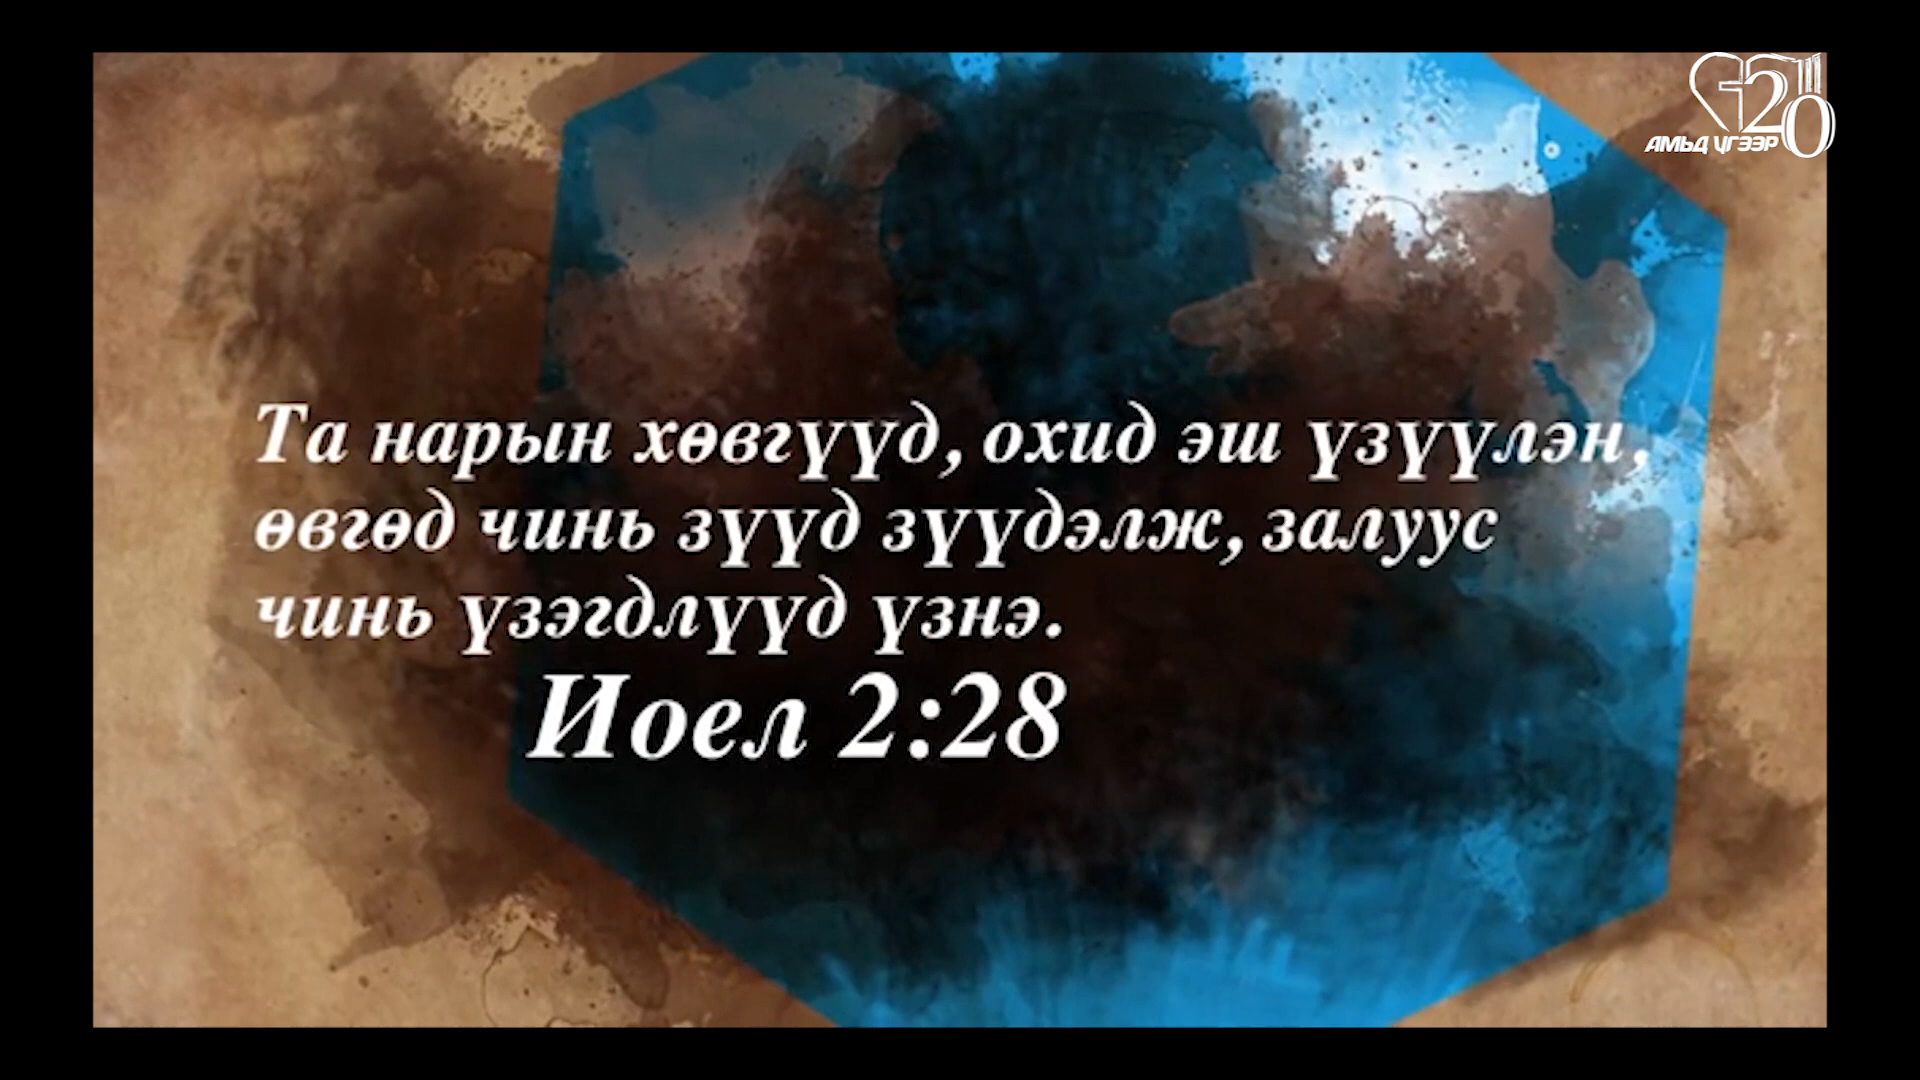 120
АМЬД ҮГЭЭР
Та нарын хөвгүүд, охид эш үзүүлэн,
өвгөд чинь зүүд зүүдэлж, залуус
чинь үзэгдлүүд үзнэ.
Иоел 2:28